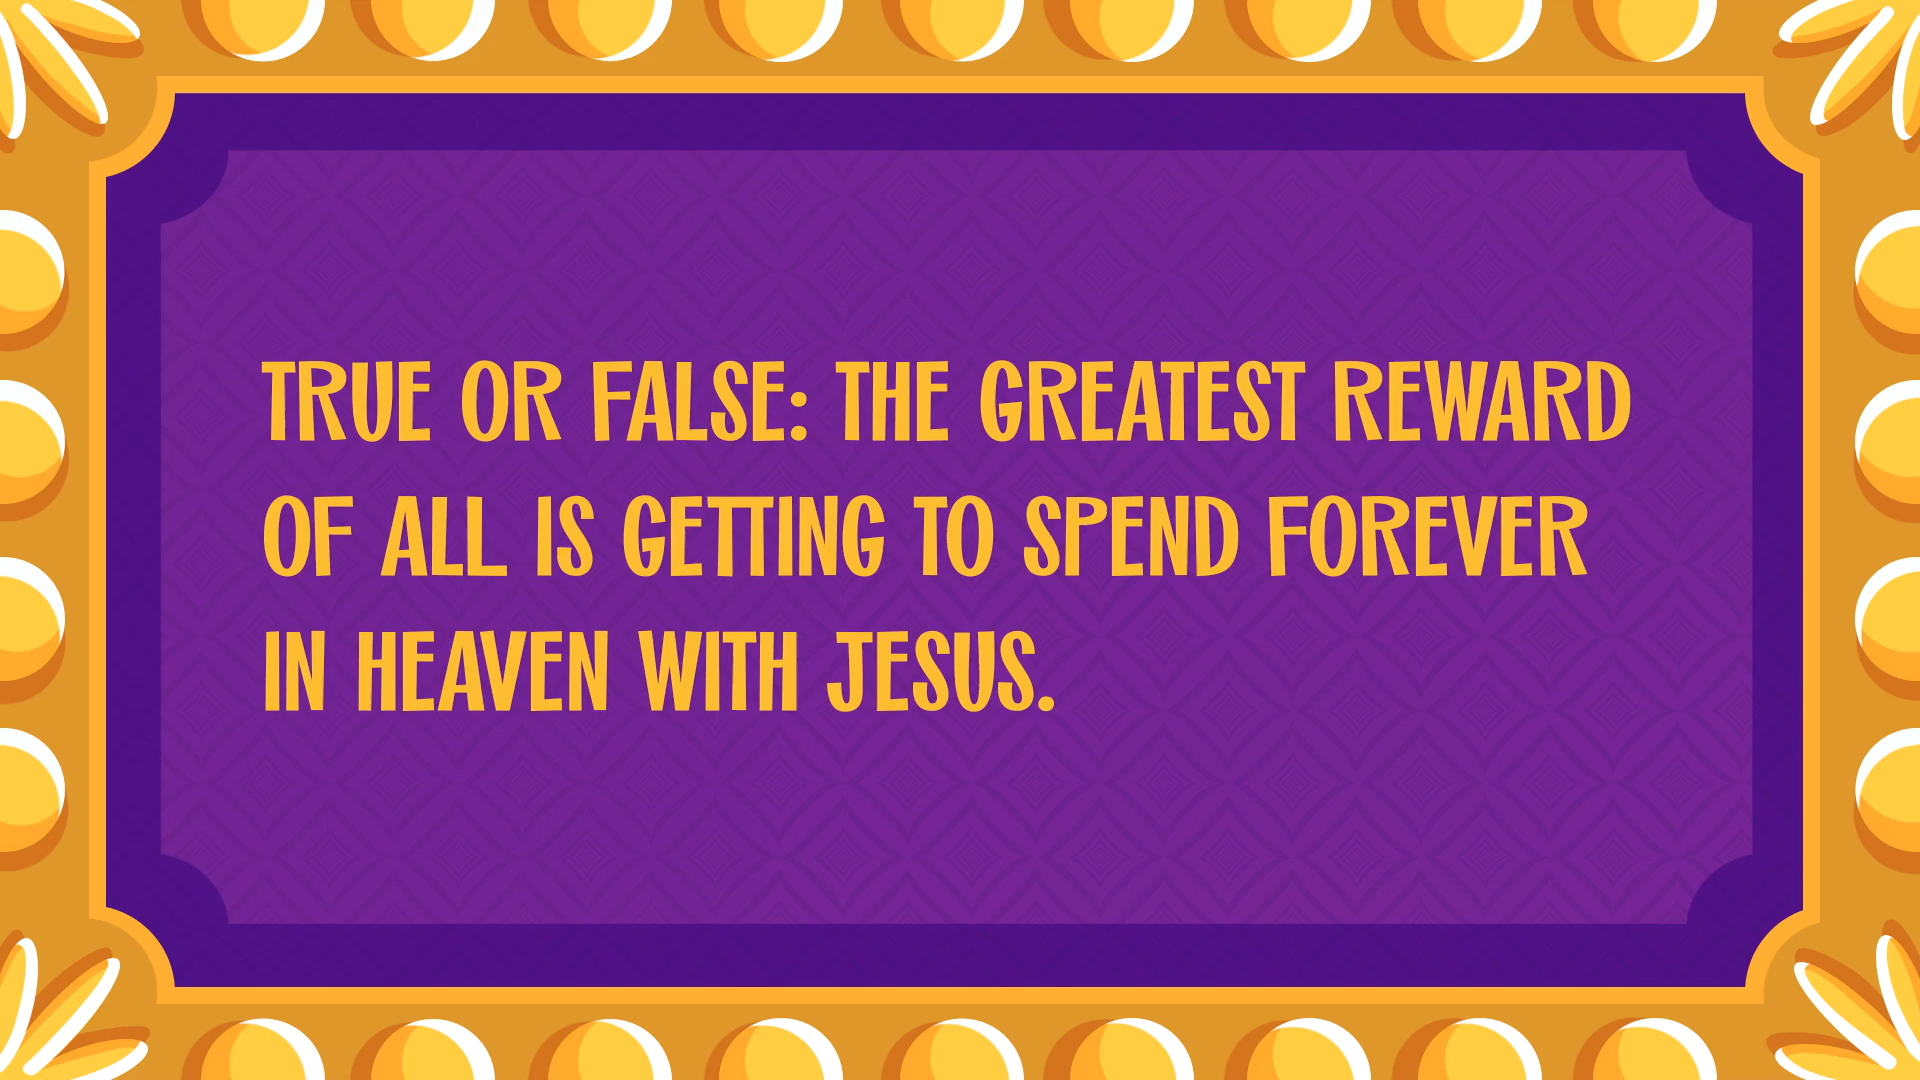 TRUE OR FALSE: THE GREATEST REWARD
OF ALL IS GETTING TO SPEND FOREVER
IN HEAVEN WITH JESUS.